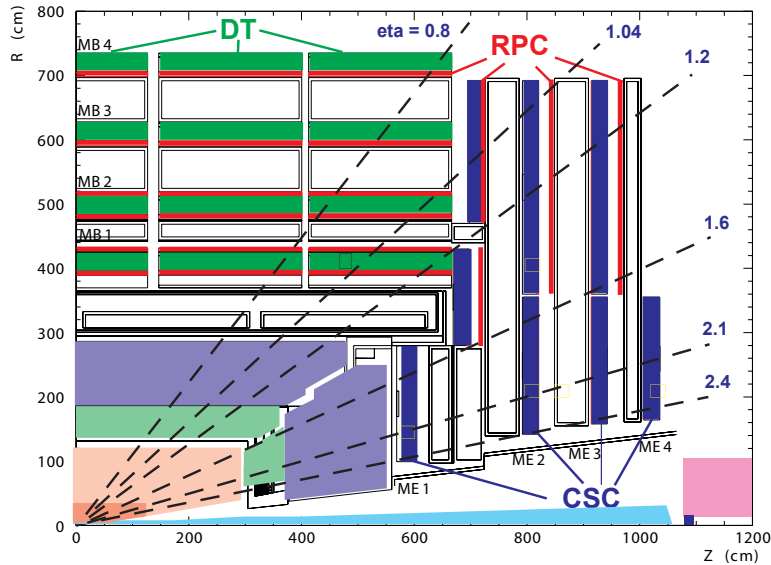 R (cm)
800
700
600
500
400
300
200
100
0
MB 4
MB 3
MB 2
MB 1
DT
eta = 0.8
RPC
1.04
1.2
1.6
2.1
2.4
ME 1
ME 2
ME 3
ME 4
CSC
0
200
400
600
800
1000
1200
Z (cm)